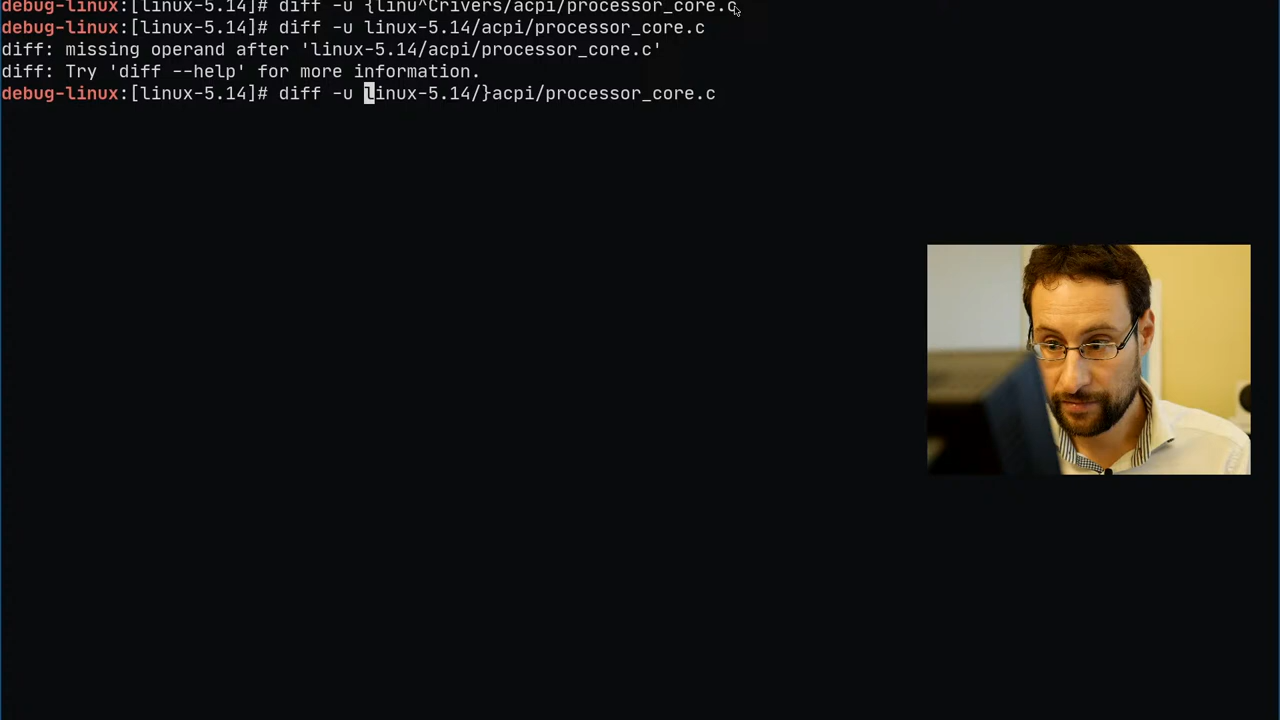 debug-linux:[linux-5.14]# diff -u {linu^Crivers/acpi/processor_core.c
debug-linux:[linux-5.14]# diff -u linux-5.14/acpi/processor_core.c
diff: missing operand after 'linux-5.14/acpi/processor_core.c'
diff: Try 'diff --help' for more information.
debug-linux:[linux-5.14]# diff -u linux-5.14/}acpi/processor_core.c